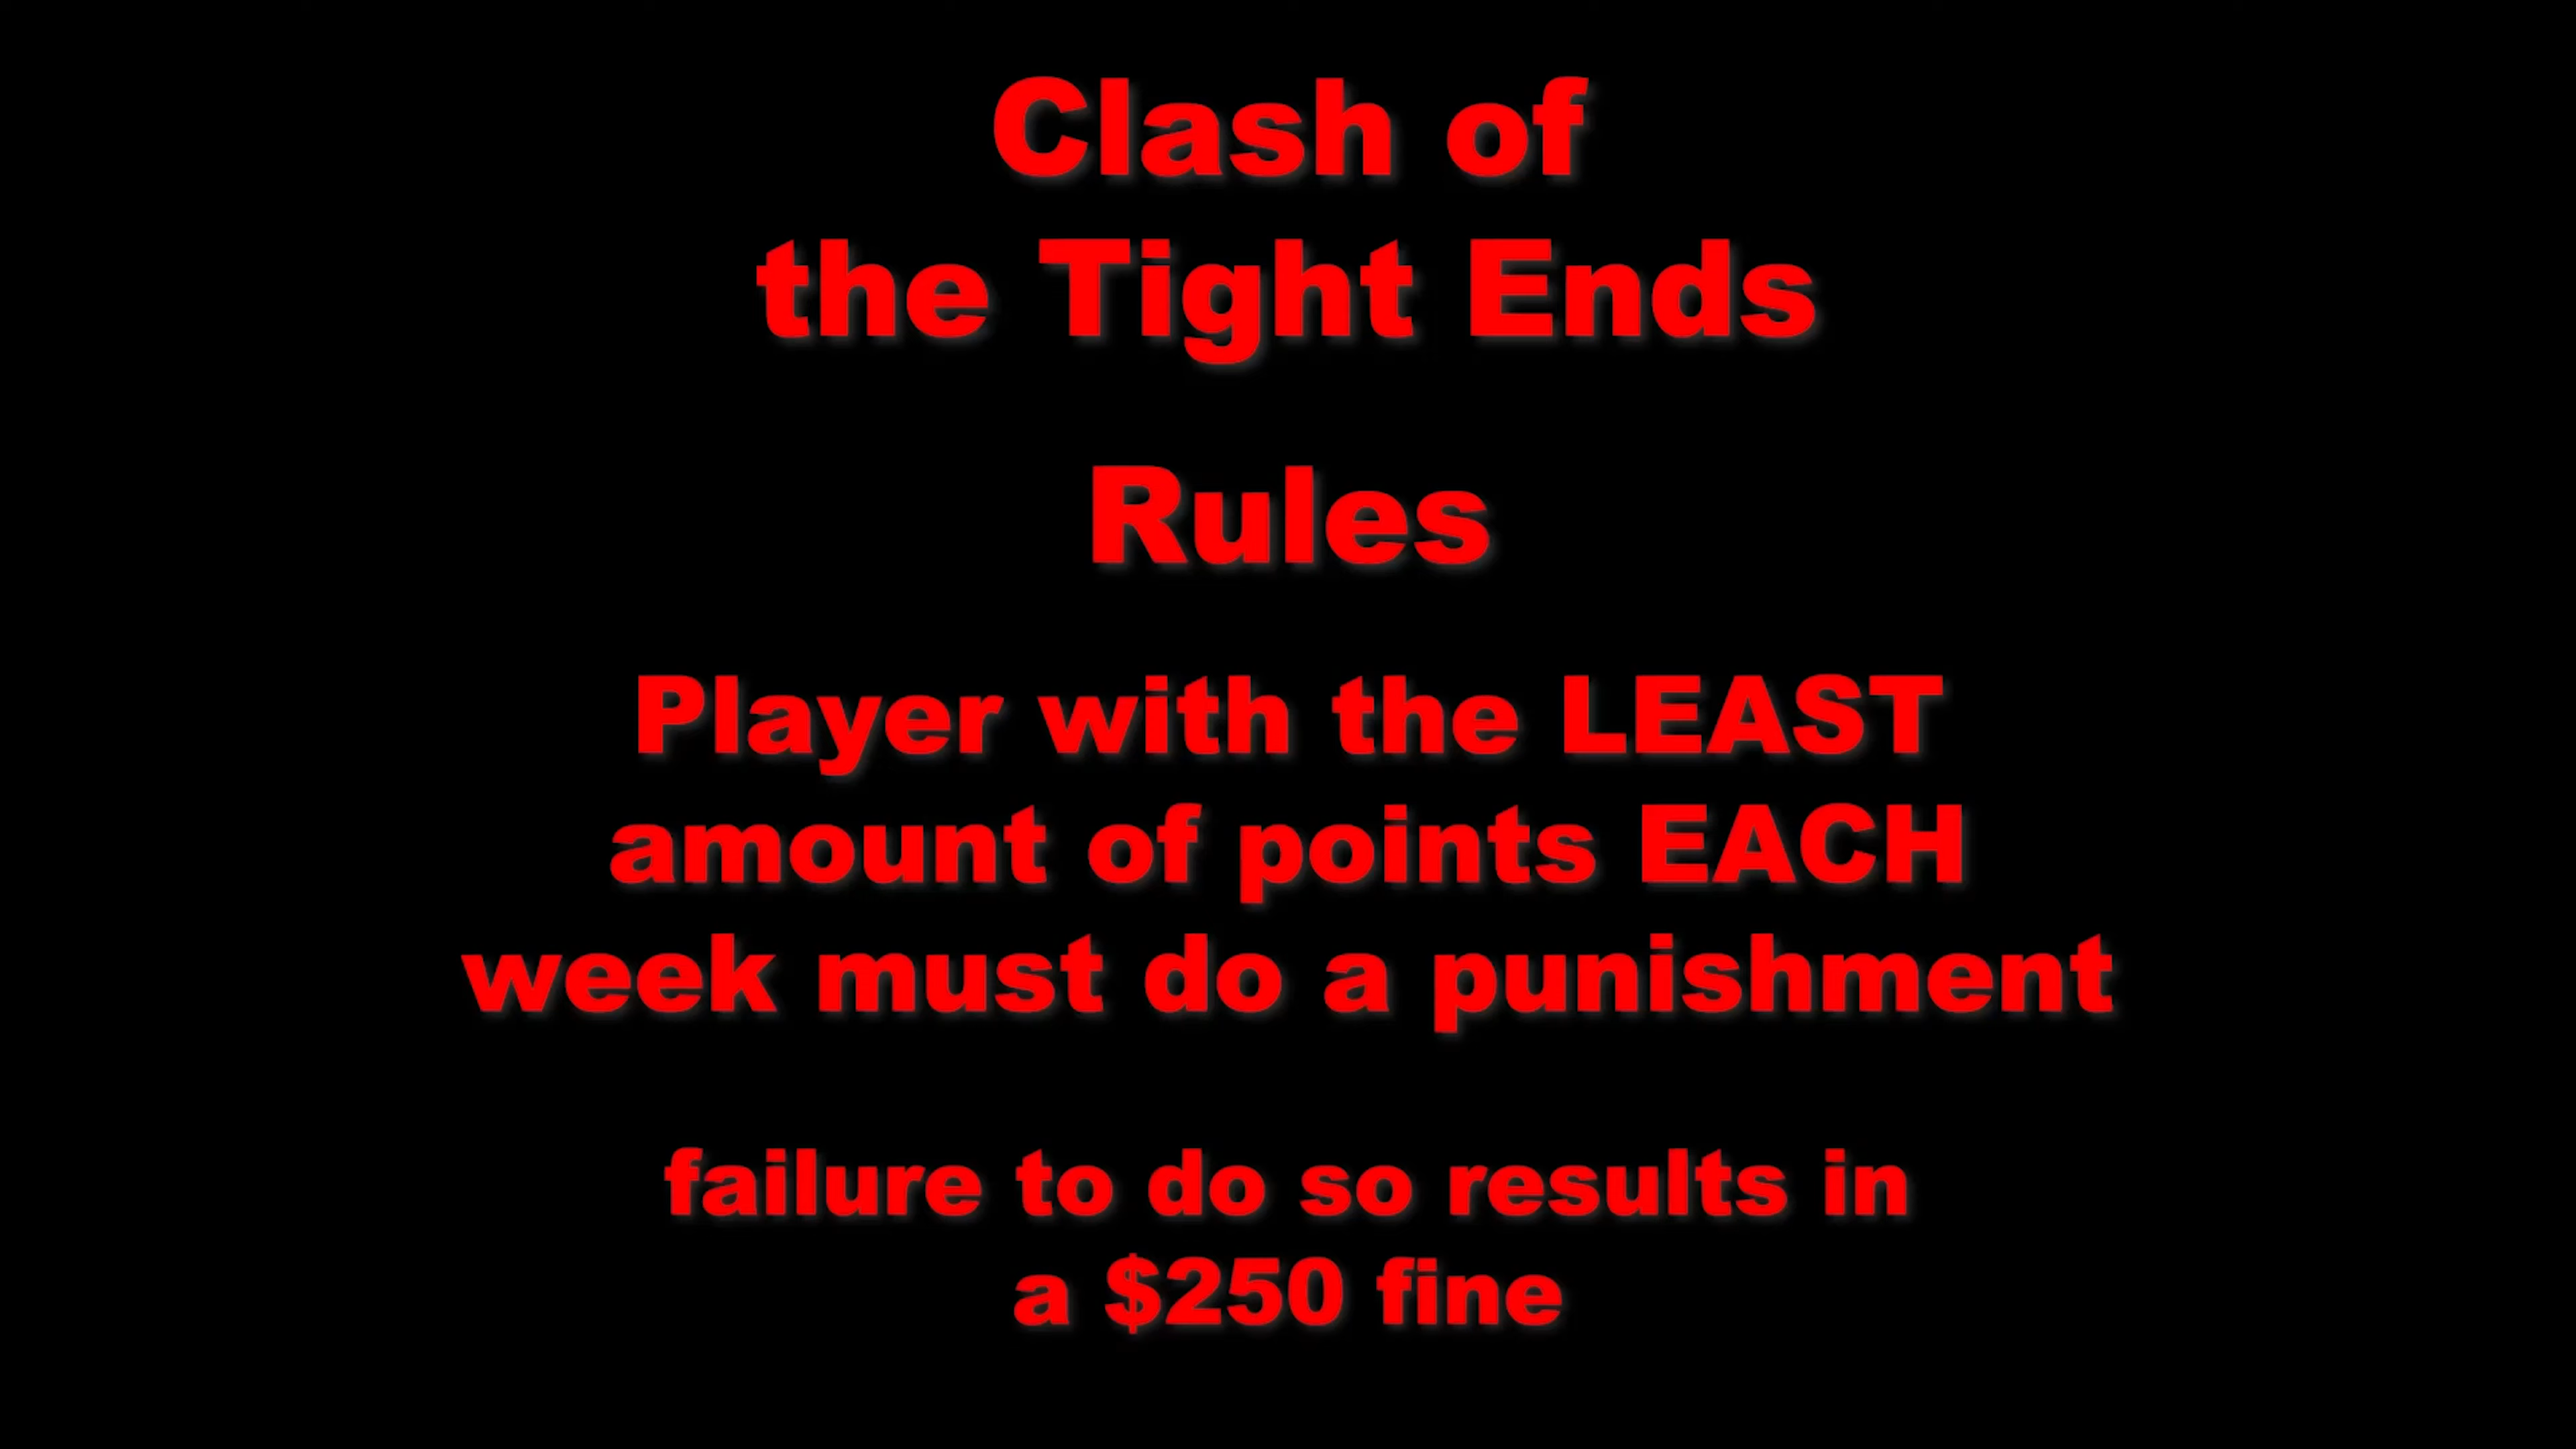 Clash of
the Tight Ends
Rules
Player with the LEAST
amount of points EACH
week must do a punishment
failure to do so results in
a $250 fine